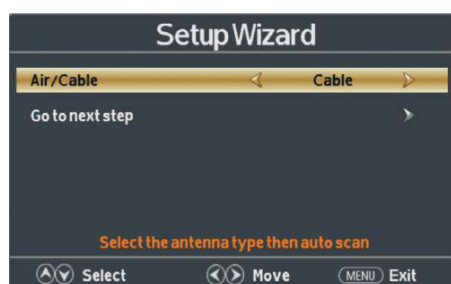 Setup Wizard
Air/Cable Cable
Go to next step
Select the antenna type then auto scan
Select Move MENU Exit